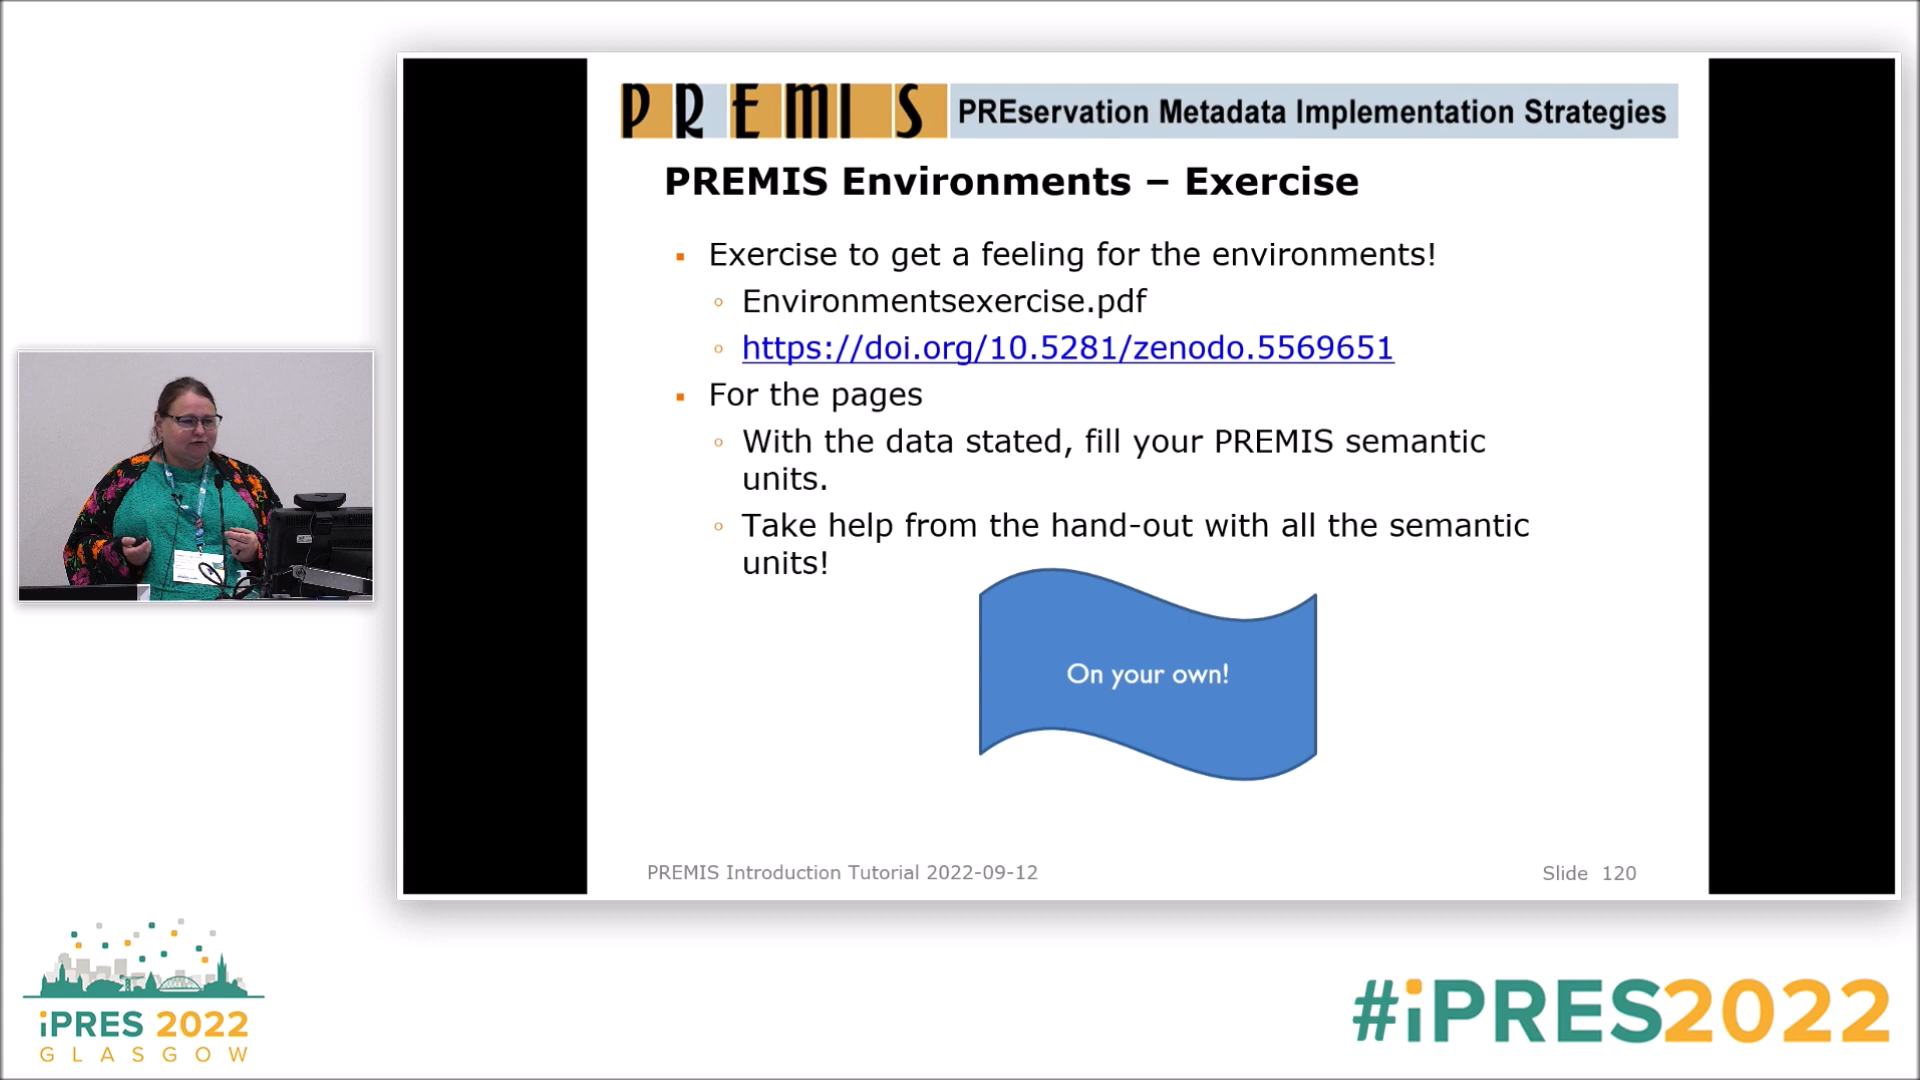 PREMIS PREservation Metadata Implementation Strategies
PREMIS Environments – Exercise
Exercise to get a feeling for the environments!
Environmentsexercise.pdf
https://doi.org/10.5281/zenodo.5569651
For the pages
With the data stated, fill your PREMIS semantic
units.
Take help from the hand-out with all the semantic
units!
On your own!
PREMIS Introduction Tutorial 2022-09-12
Slide 120
iPRES 2022
GLASGOW
#iPRES2022